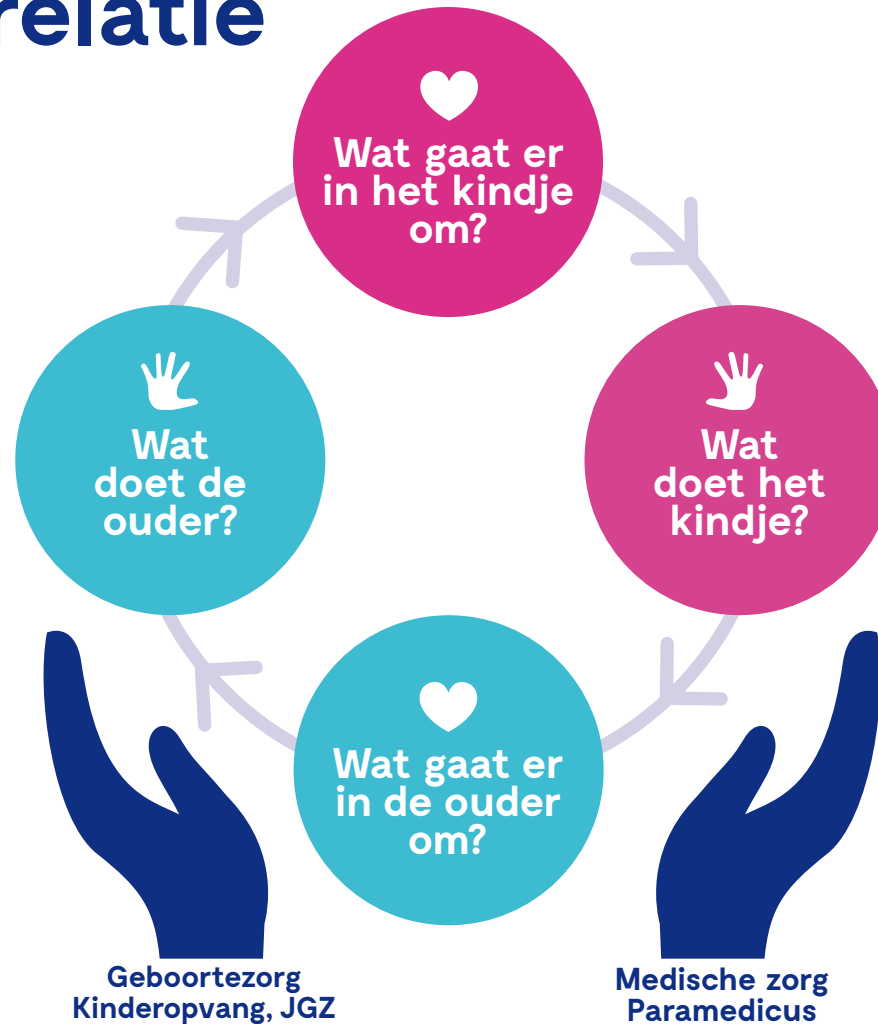 relatie
Wat gaat er
in het kindje
om?
Wat
doet de
ouder?
Wat
doet het
kindje?
Wat gaat er
in de ouder
om?
Geboortezorg
Kinderopvang, JGZ
Medische zorg
Paramedicus